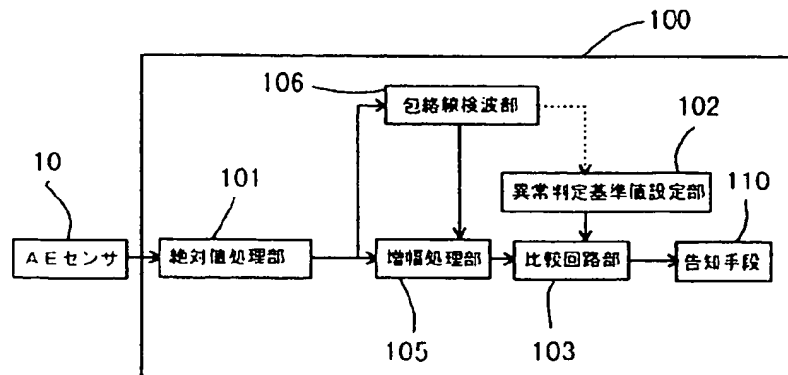 100
106
包絡線検波部
102
10
101
異常判定基準値設定部
110
AEセンサ
絶対値処理部
増幅処理部
比較回路部
告知手段
105
103